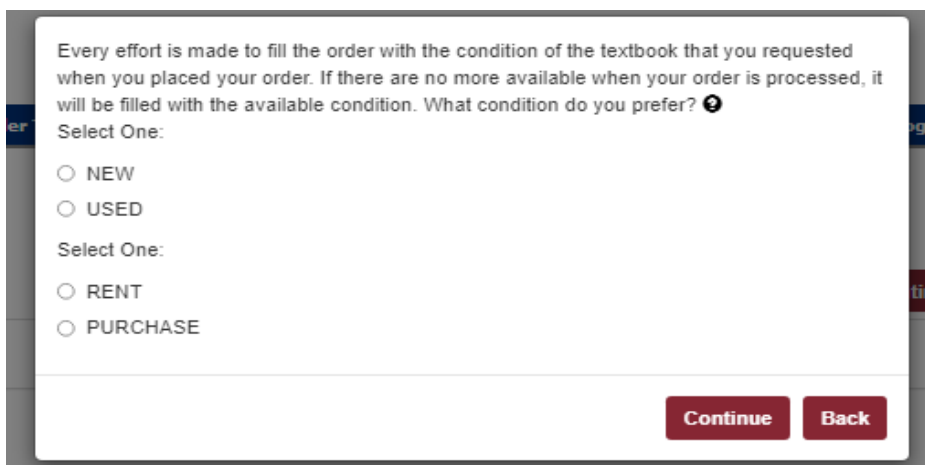 Every effort is made to fill the order with the condition of the textbook that you requested
when you placed your order. If there are no more available when your order is processed, it
will be filled with the available condition. What condition do you prefer? ?
Select One:
NEW
USED
Select One:
RENT
PURCHASE
Continue Back